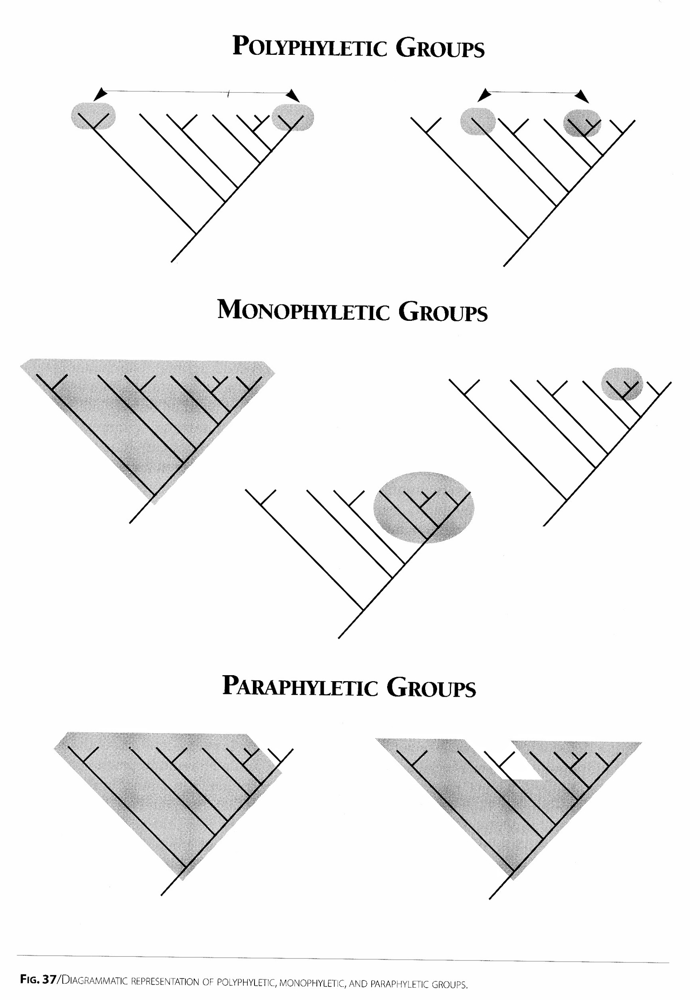 POLYPHYLETIC GROUPS
MONOPHYLETIC GROUPS
PARAPHYLETIC GROUPS
FIG. 37/DIAGRAMMATIC REPRESENTATION OF POLYPHYLETIC, MONOPHYLETIC, AND PARAPHYLETIC GROUPS.